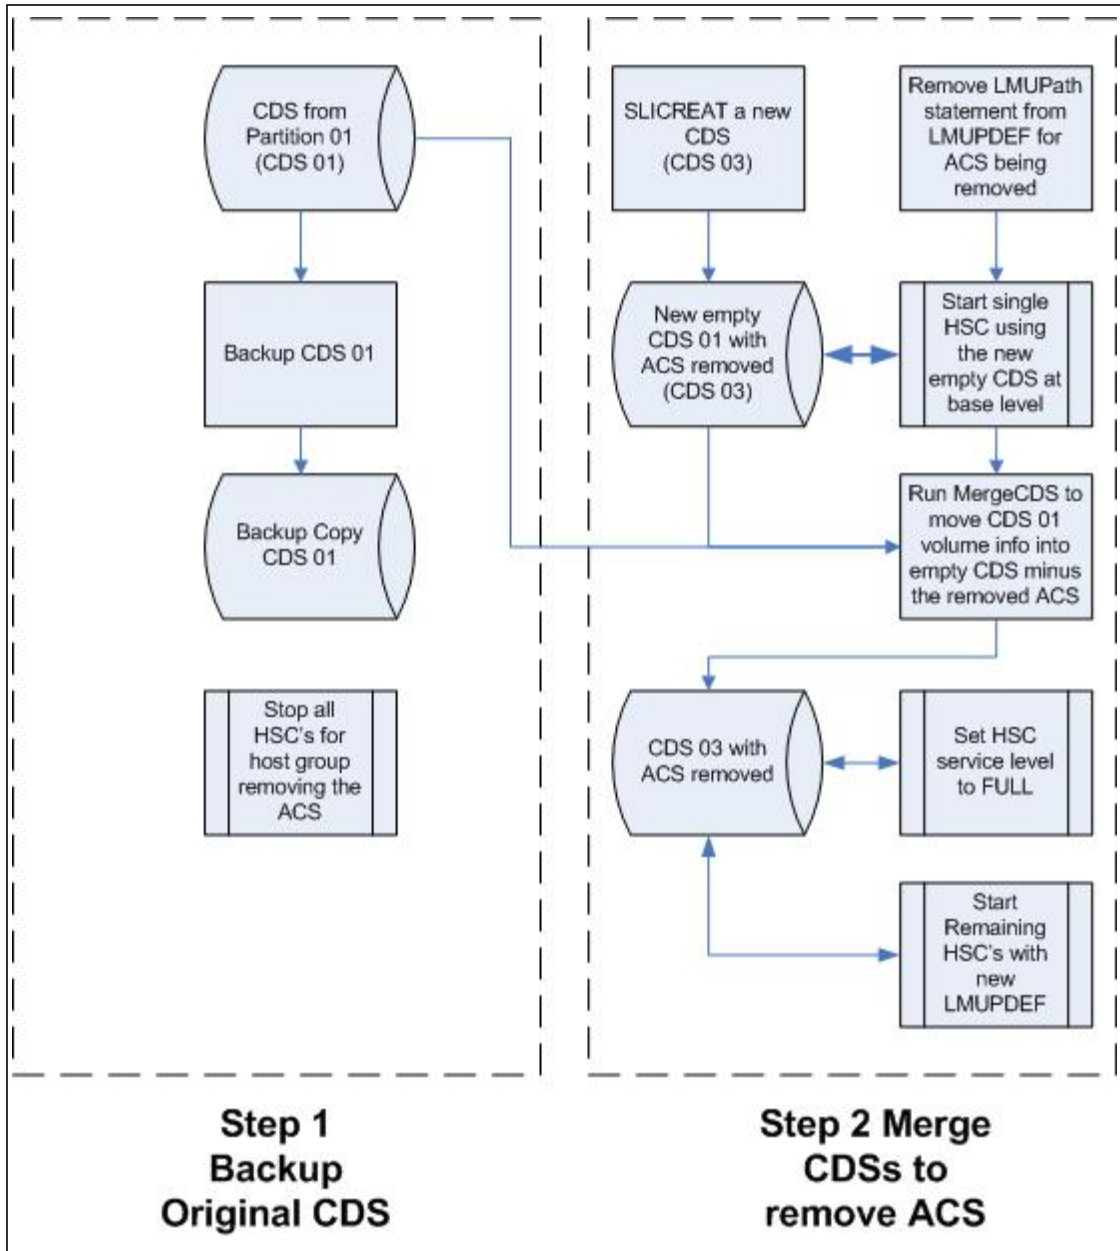 CDS from
Partition 01
(CDS 01)
Backup CDS 01
Backup Copy
CDS 01
Stop all
HSC's for
host group
removing the
ACS
SLICREAT a new
CDS
(CDS 03)
Remove LMUPath
statement from
LMUPDEF for
ACS being
removed
New empty
CDS 01 with
ACS removed
(CDS 03)
Start single
HSC using
the new
empty CDS at
base level
Run MergeCDS to
move CDS 01
volume info into
empty CDS minus
the removed ACS
CDS 03 with
ACS removed
Set HSC
service level
to FULL
Start
Remaining
HSC's with
new
LMUPDEF
Step 1
Backup
Original CDS
Step 2 Merge
CDSs to
remove ACS